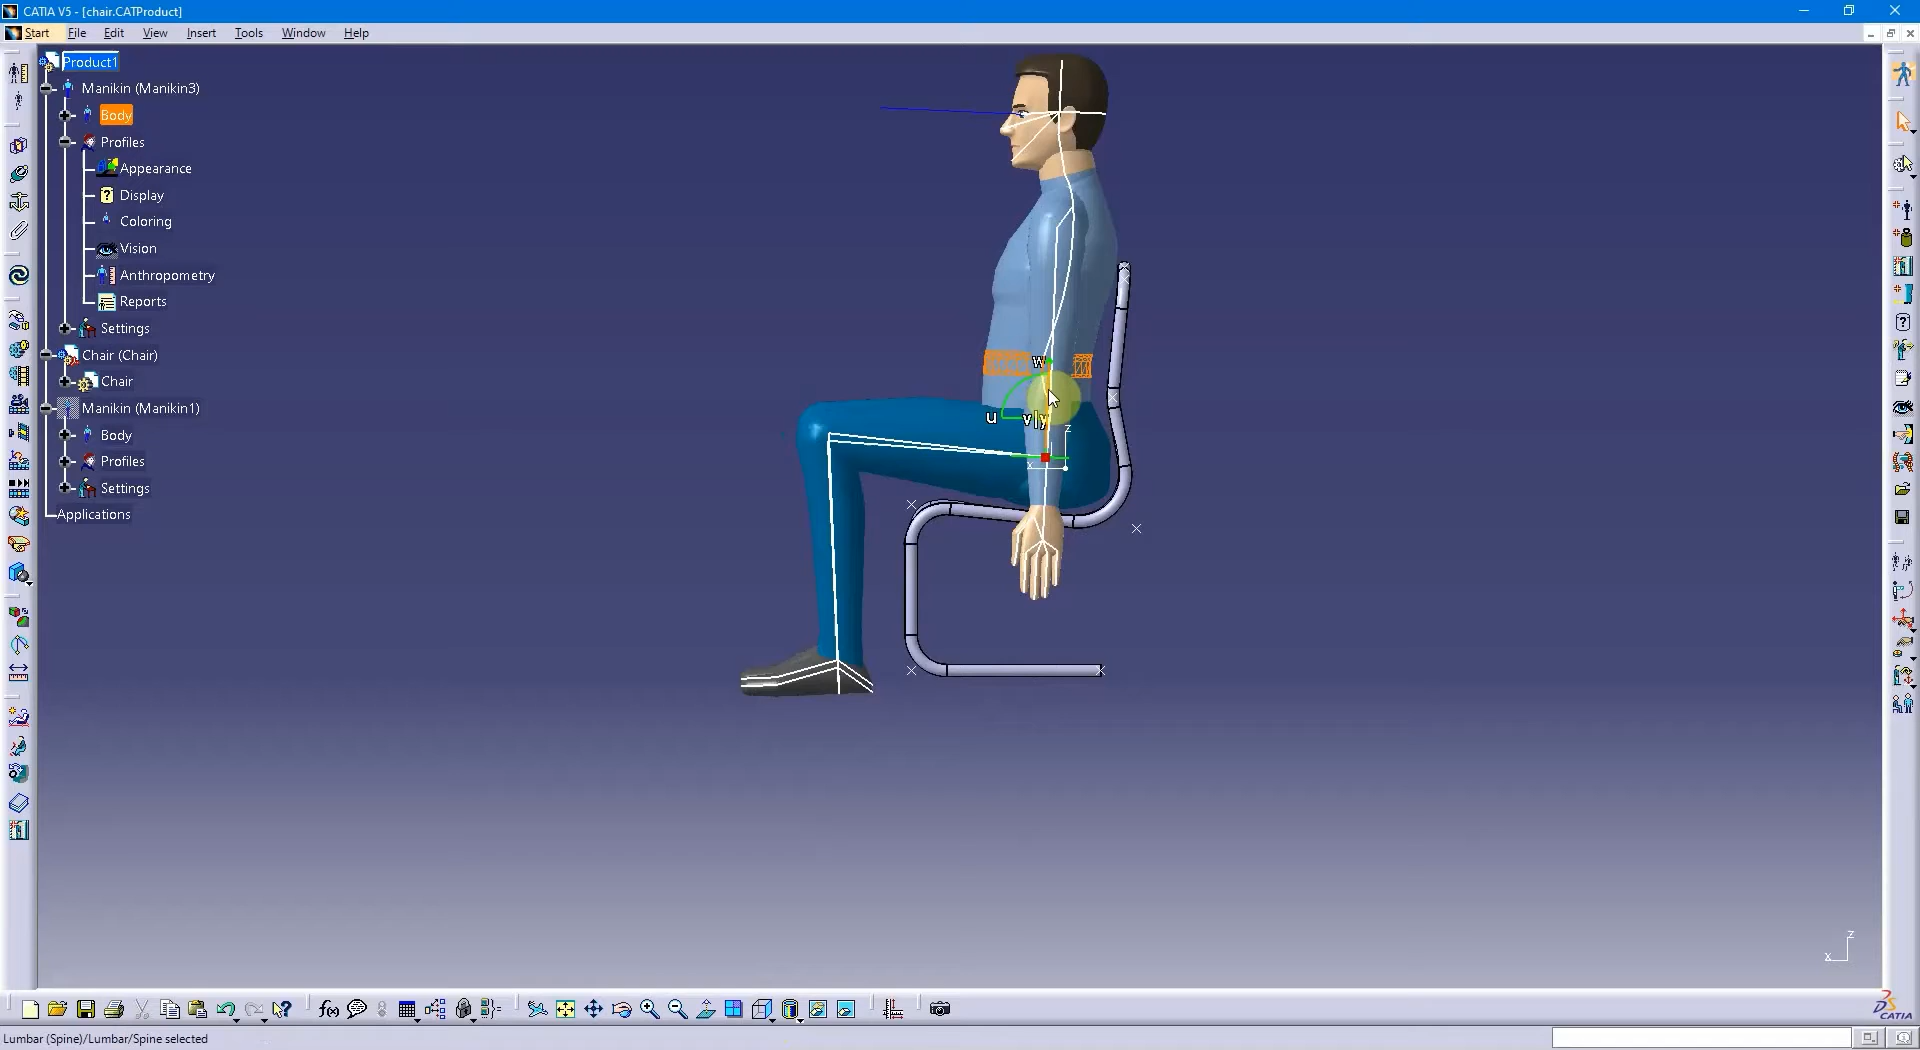 CATIA V5 - [chair.CATProduct]
Start File Edit View Insert Tools Window Help
Product1
Manikin (Manikin3)
Body
Profiles
Appearance
Display
Coloring
Vision
Anthropometry
Reports
Settings
Chair (Chair)
Chair
Manikin (Manikin1)
Body
Profiles
Settings
Applications
w
u
v|y
z
x
z
x
f(x)
CATIA
Lumbar (Spine)/Lumbar/Spine selected